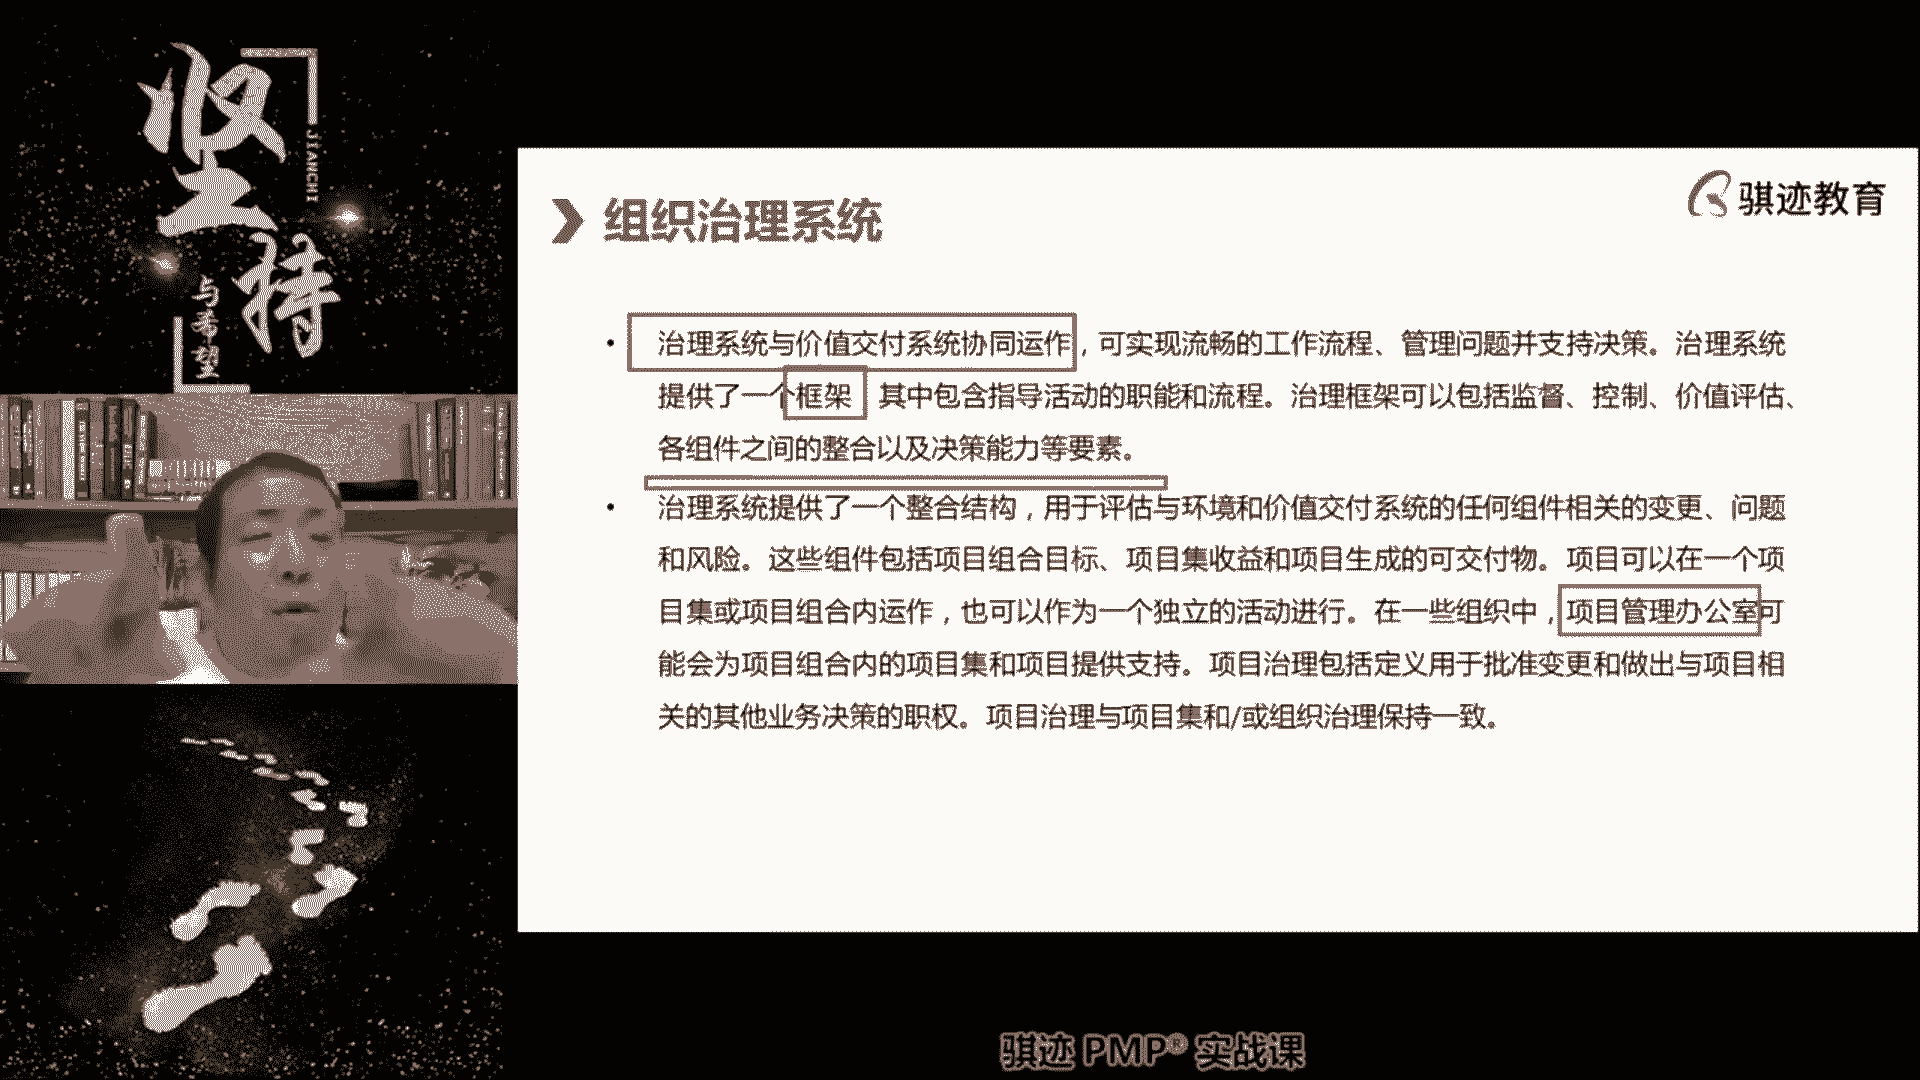 坚持
JIANCHI
与希望
骐迹教育
组织治理系统
• 治理系统与价值交付系统协同运作，可实现流畅的工作流程、管理问题并支持决策。治理系统
提供了一个框架 其中包含指导活动的职能和流程。治理框架可以包括监督、控制、价值评估、
各组件之间的整合以及决策能力等要素。
• 治理系统提供了一个整合结构，用于评估与环境和价值交付系统的任何组件相关的变更、问题
和风险。这些组件包括项目组合目标、项目集收益和项目生成的可交付物。项目可以在一个项
目集或项目组合内运作，也可以作为一个独立的活动进行。在一些组织中，项目管理办公室可
能会为项目组合内的项目集和项目提供支持。项目治理包括定义用于批准变更和做出与项目相
关的其他业务决策的职权。项目治理与项目集和/或组织治理保持一致。
骐迹 PMP® 实战课